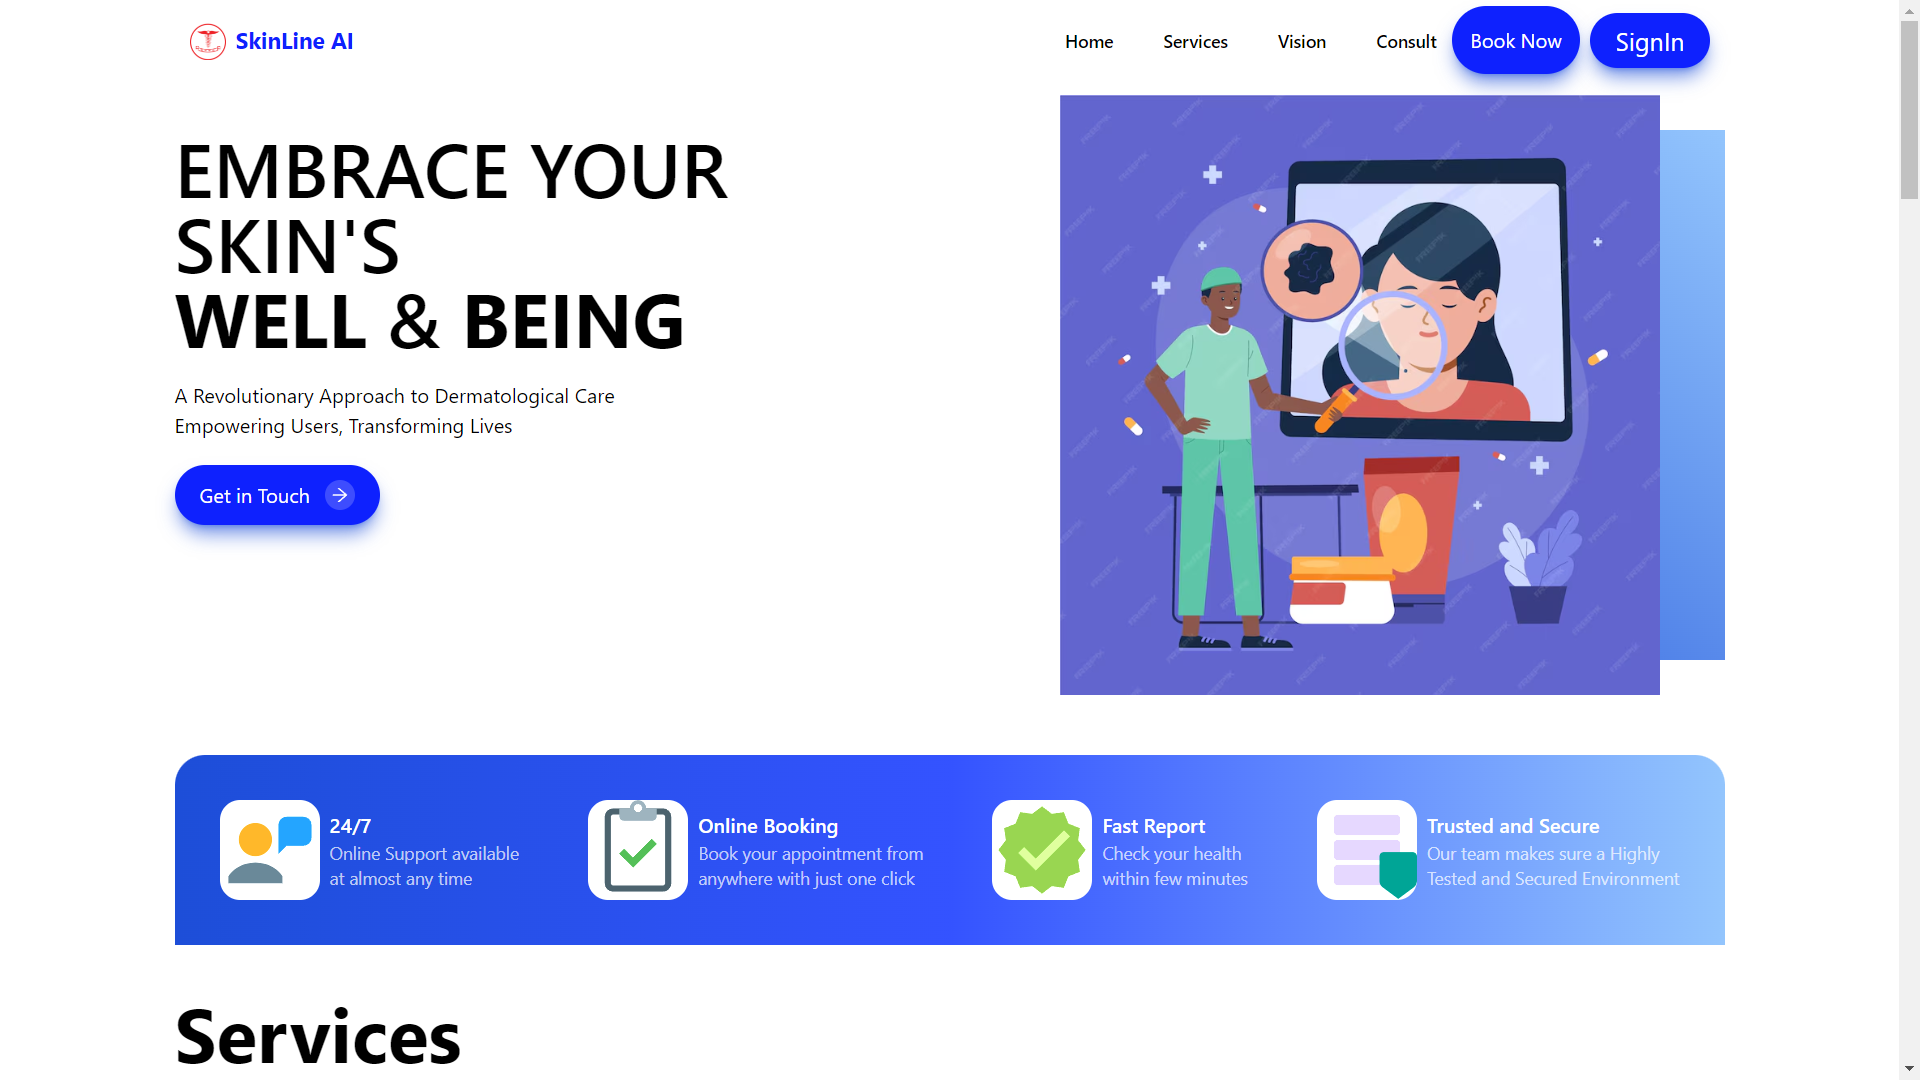 SkinLine AI
Home
Services
Vision
Consult
Book Now
SignIn
EMBRACE YOUR
SKIN'S
WELL & BEING
A Revolutionary Approach to Dermatological Care
Empowering Users, Transforming Lives
Get in Touch
24/7
Online Support available
at almost any time
Online Booking
Book your appointment from
anywhere with just one click
Fast Report
Check your health
within few minutes
Trusted and Secure
Our team makes sure a Highly
Tested and Secured Environment
Services